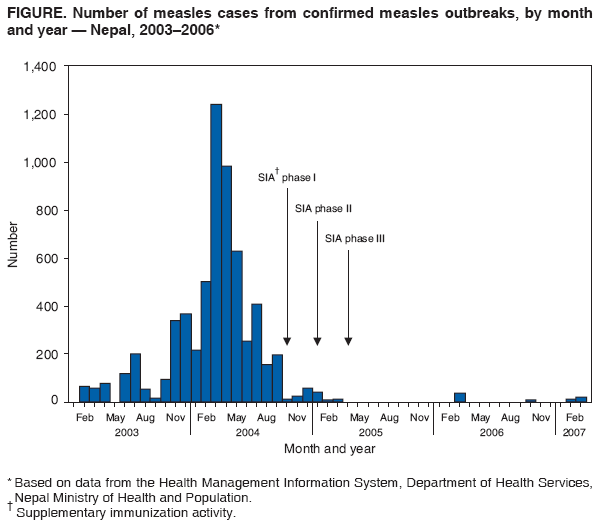 FIGURE. Number of measles cases from confirmed measles outbreaks, by month
and year — Nepal, 2003–2006*
1,400
1,200
1,000
800
600
400
200
0
Number
SIA† phase I
SIA phase II
SIA phase III
Feb May Aug Nov Feb May Aug Nov Feb May Aug Nov Feb May Aug Nov Feb
2003 2004 2005 2006 2007
Month and year
* Based on data from the Health Management Information System, Department of Health Services,
Nepal Ministry of Health and Population.
† Supplementary immunization activity.